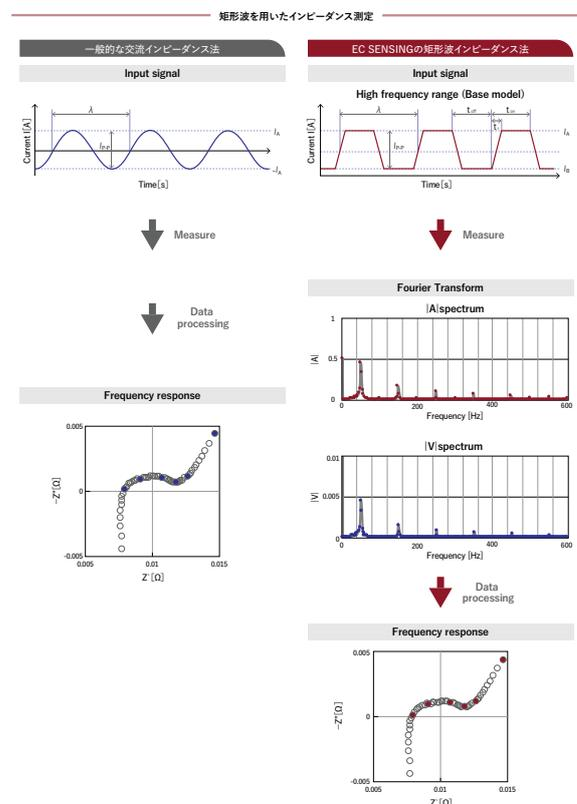 矩形波を用いたインピーダンス測定
一般的な交流インピーダンス法
Input signal
Current I[A]
λ
I_P-P
I_A
-I_A
Time[s]
Measure
Data
processing
Frequency response
-Z"[Ω]
0.005
0
-0.005
0.005
0.01
0.015
Z'[Ω]
EC SENSINGの矩形波インピーダンス法
Input signal
High frequency range (Base model)
Current I[A]
λ
t_off
t_on
t_r
I_P-P
I_A
I_B
Time[s]
Measure
Fourier Transform
|A|spectrum
|A|
1
0.5
0
0
200
400
600
Frequency [Hz]
|V|spectrum
|V|
0.01
0.005
0
0
200
400
600
Frequency [Hz]
Data
processing
Frequency response
-Z"[Ω]
0.005
0
-0.005
0.005
0.01
0.015
Z'[Ω]